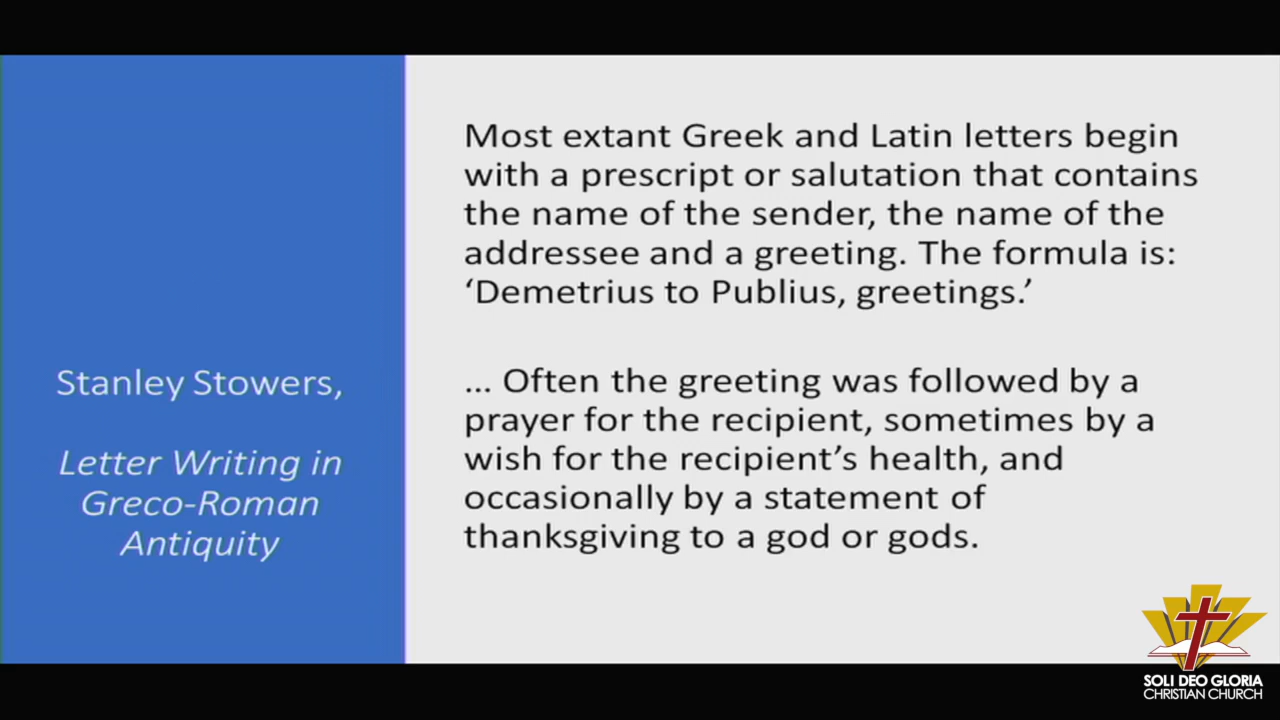 Stanley Stowers,
Letter Writing in
Greco-Roman
Antiquity
Most extant Greek and Latin letters begin
with a prescript or salutation that contains
the name of the sender, the name of the
addressee and a greeting. The formula is:
‘Demetrius to Publius, greetings.’
... Often the greeting was followed by a
prayer for the recipient, sometimes by a
wish for the recipient’s health, and
occasionally by a statement of
thanksgiving to a god or gods.
SOLI DEO GLORIA
CHRISTIAN CHURCH